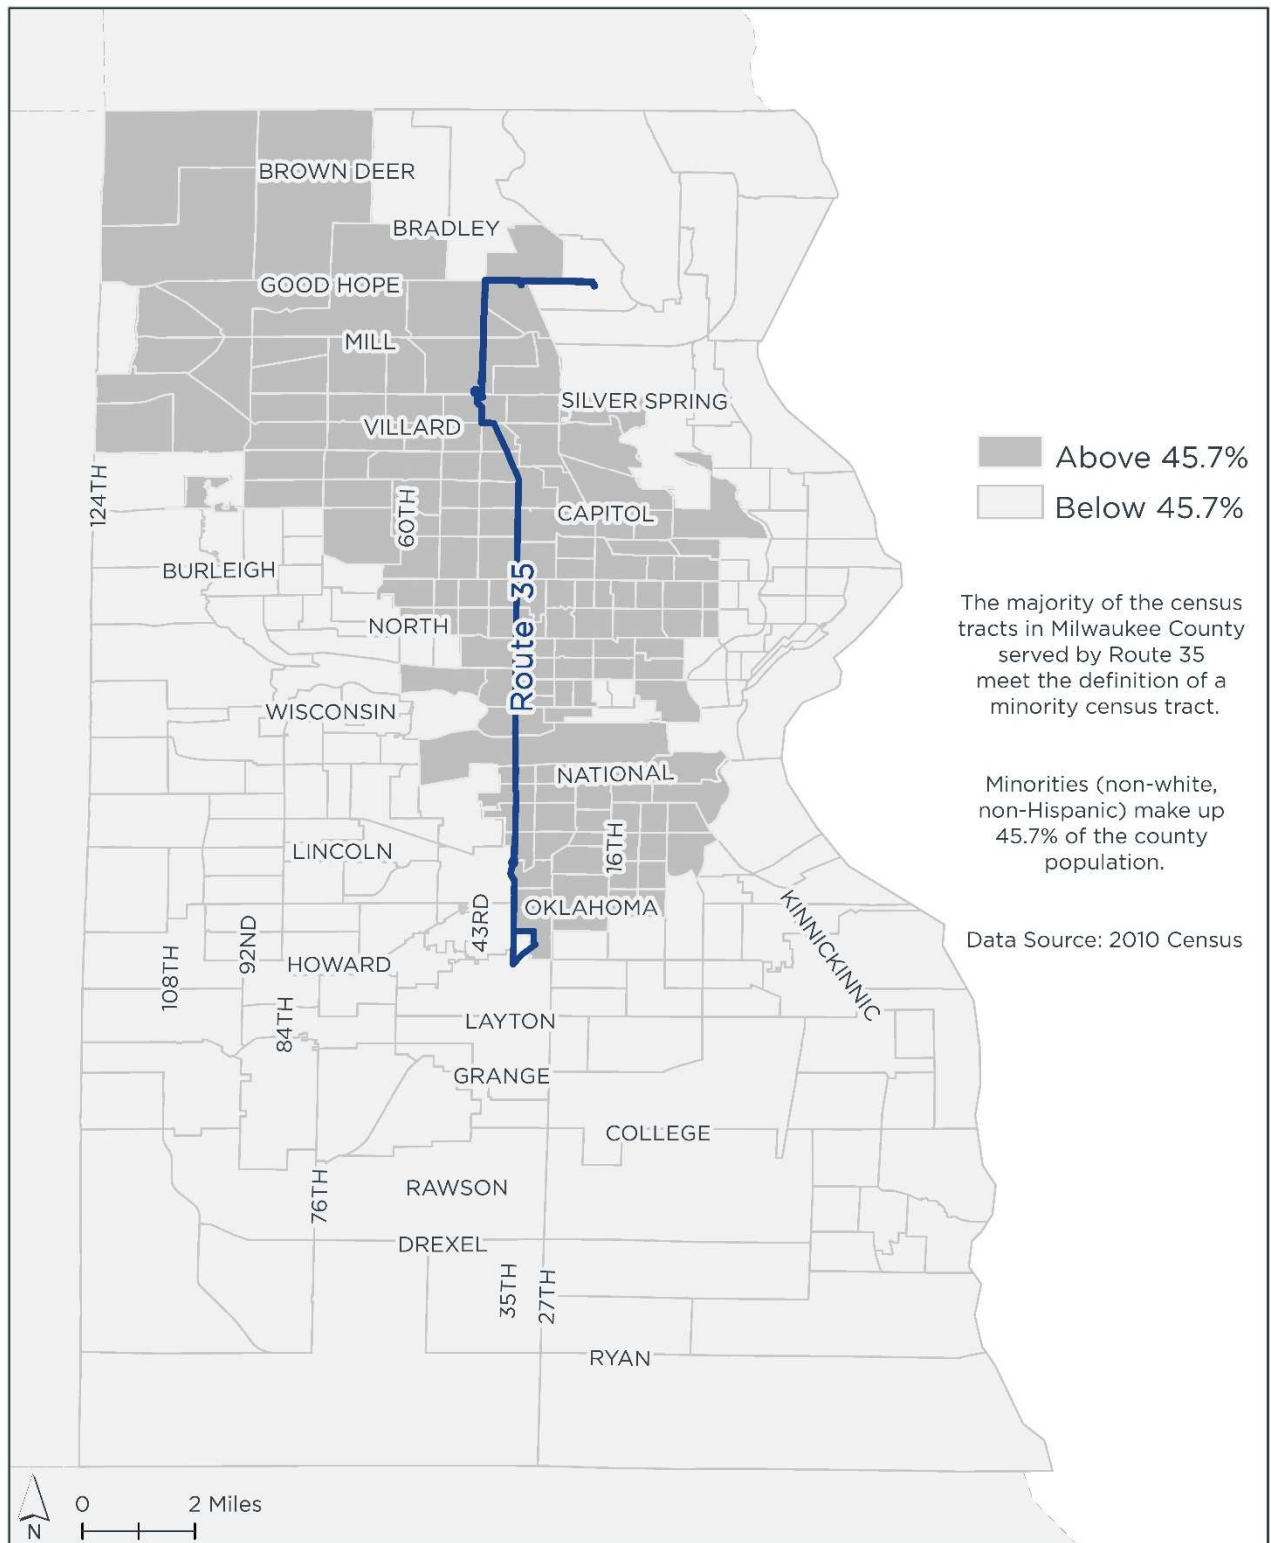 BROWN DEER
BRADLEY
GOOD HOPE
MILL
SILVER SPRING
VILLARD
Above 45.7%
124TH
60TH
CAPITOL
Below 45.7%
BURLEIGH
Route 35
NORTH
The majority of the census
tracts in Milwaukee County
served by Route 35
meet the definition of a
minority census tract.
WISCONSIN
NATIONAL
Minorities (non-white,
non-Hispanic) make up
45.7% of the county
population.
LINCOLN
16TH
43RD
OKLAHOMA
KINNICKINNIC
92ND
108TH
HOWARD
Data Source: 2010 Census
84TH
LAYTON
GRANGE
COLLEGE
76TH
RAWSON
DREXEL
35TH
27TH
RYAN
N
0 2 Miles